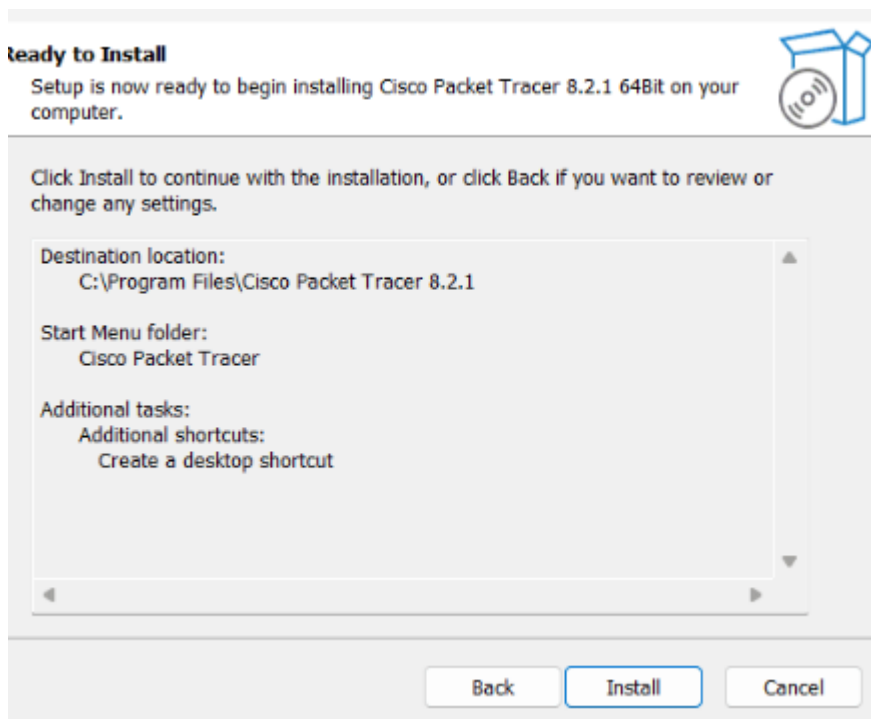 Ready to Install
Setup is now ready to begin installing Cisco Packet Tracer 8.2.1 64Bit on your
computer.
Click Install to continue with the installation, or click Back if you want to review or
change any settings.
Destination location:
C:\Program Files\Cisco Packet Tracer 8.2.1
Start Menu folder:
Cisco Packet Tracer
Additional tasks:
Additional shortcuts:
Create a desktop shortcut
Back
Install
Cancel